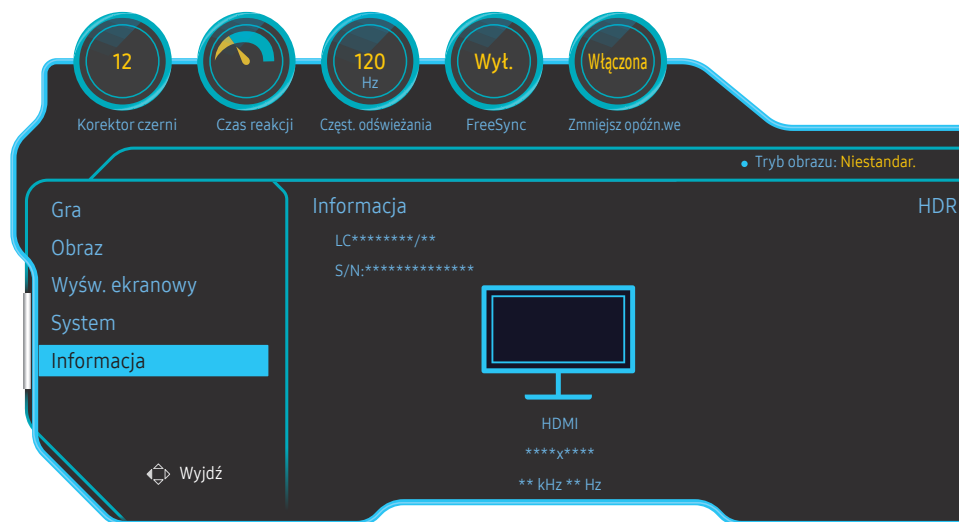 12
120
Hz
Wył.
Włączona
Korektor czerni
Czas reakcji
Częst. odświeżania
FreeSync
Zmniejsz opóźn.we
Tryb obrazu: Niestandar.
Gra
Obraz
Wyśw. ekranowy
System
Informacja
Wyjdź
Informacja
HDR
LC********/**
S/N:**************
HDMI
****x****
** kHz ** Hz